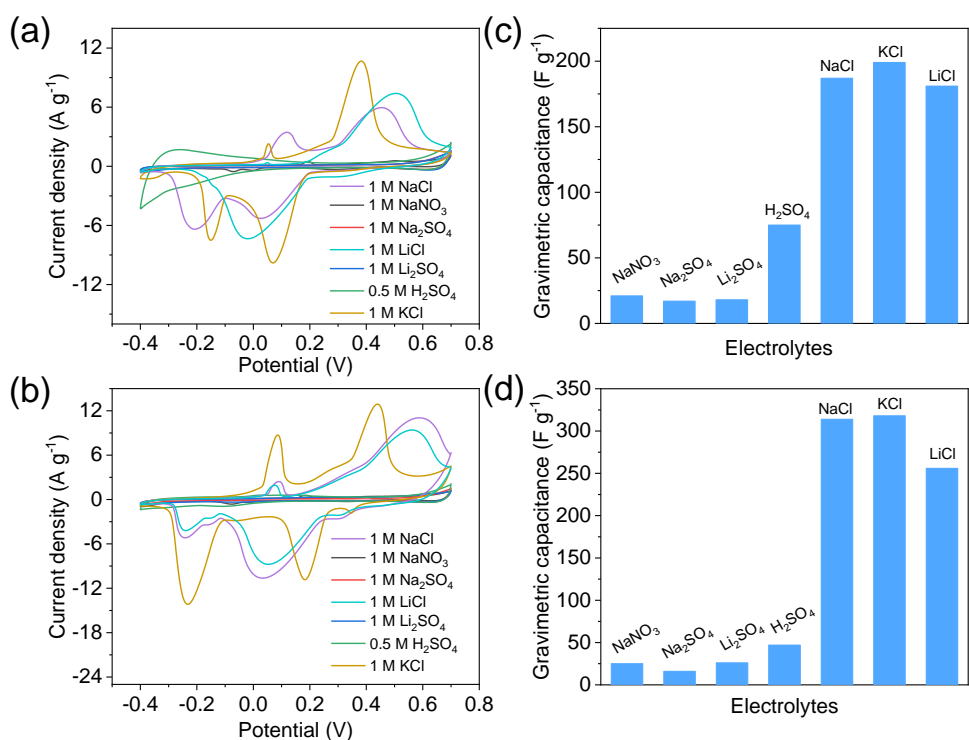 (a)
12
6
0
-6
-12
Current density (A g⁻¹)
1 M NaCl
1 M NaNO₃
1 M Na₂SO₄
1 M LiCl
1 M Li₂SO₄
0.5 M H₂SO₄
1 M KCl
-0.4 -0.2 0.0 0.2 0.4 0.6 0.8
Potential (V)
(c)
200
150
100
50
0
Gravimetric capacitance (F g⁻¹)
NaNO₃
Na₂SO₄
Li₂SO₄
H₂SO₄
NaCl
KCl
LiCl
Electrolytes
(b)
12
6
0
-6
-12
-18
-24
Current density (A g⁻¹)
1 M NaCl
1 M NaNO₃
1 M Na₂SO₄
1 M LiCl
1 M Li₂SO₄
0.5 M H₂SO₄
1 M KCl
-0.4 -0.2 0.0 0.2 0.4 0.6 0.8
Potential (V)
(d)
350
300
250
200
150
100
50
0
Gravimetric capacitance (F g⁻¹)
NaNO₃
Na₂SO₄
Li₂SO₄
H₂SO₄
NaCl
KCl
LiCl
Electrolytes